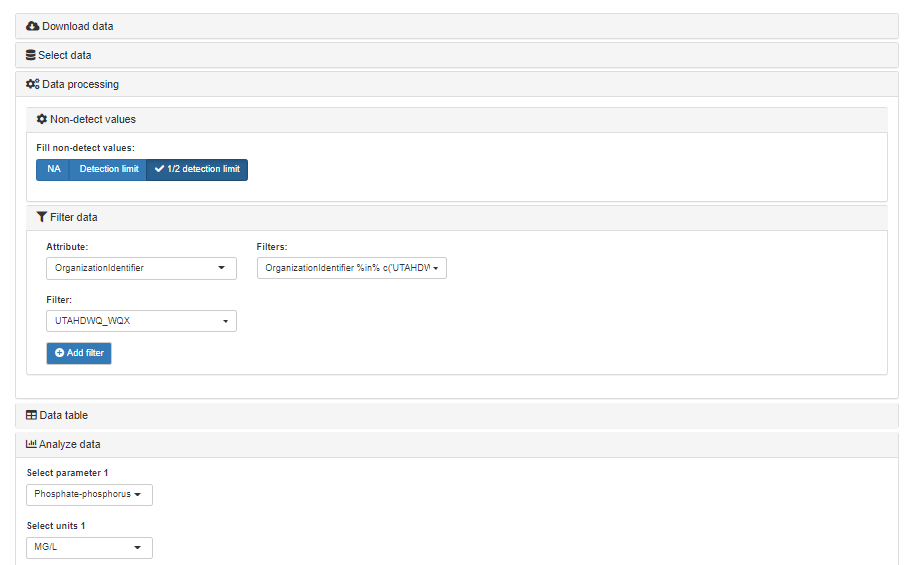 Download data
Select data
Data processing
Non-detect values
Fill non-detect values:
NA Detection limit 1/2 detection limit
Filter data
Attribute: Filters:
OrganizationIdentifier OrganizationIdentifier %in% c('UTAHDV
Filter:
UTAHDWQ_WQX
Add filter
Data table
Analyze data
Select parameter 1
Phosphate-phosphorus
Select units 1
MG/L